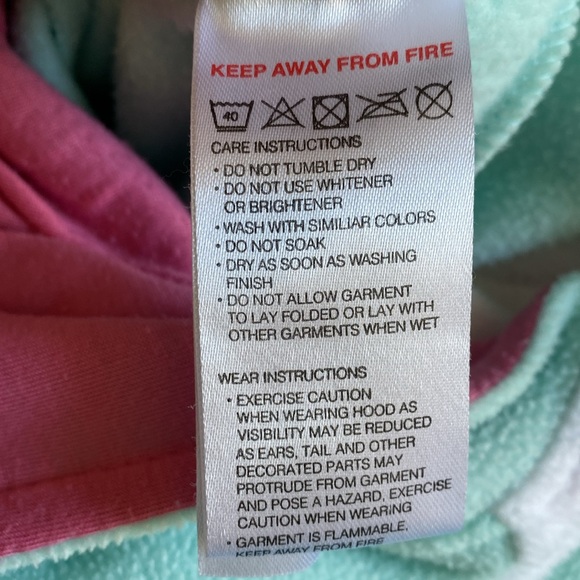 KEEP AWAY FROM FIRE
40
CARE INSTRUCTIONS
• DO NOT TUMBLE DRY
• DO NOT USE WHITENER
OR BRIGHTENER
• WASH WITH SIMILIAR COLORS
• DO NOT SOAK
• DRY AS SOON AS WASHING
FINISH
• DO NOT ALLOW GARMENT
TO LAY FOLDED OR LAY WITH
OTHER GARMENTS WHEN WET
WEAR INSTRUCTIONS
• EXERCISE CAUTION
WHEN WEARING HOOD AS
VISIBILITY MAY BE REDUCED
AS EARS, TAIL AND OTHER
DECORATED PARTS MAY
PROTRUDE FROM GARMENT
AND POSE A HAZARD, EXERCISE
CAUTION WHEN WEARING
• GARMENT IS FLAMMABLE,
KEEP AWAY FROM FIRE